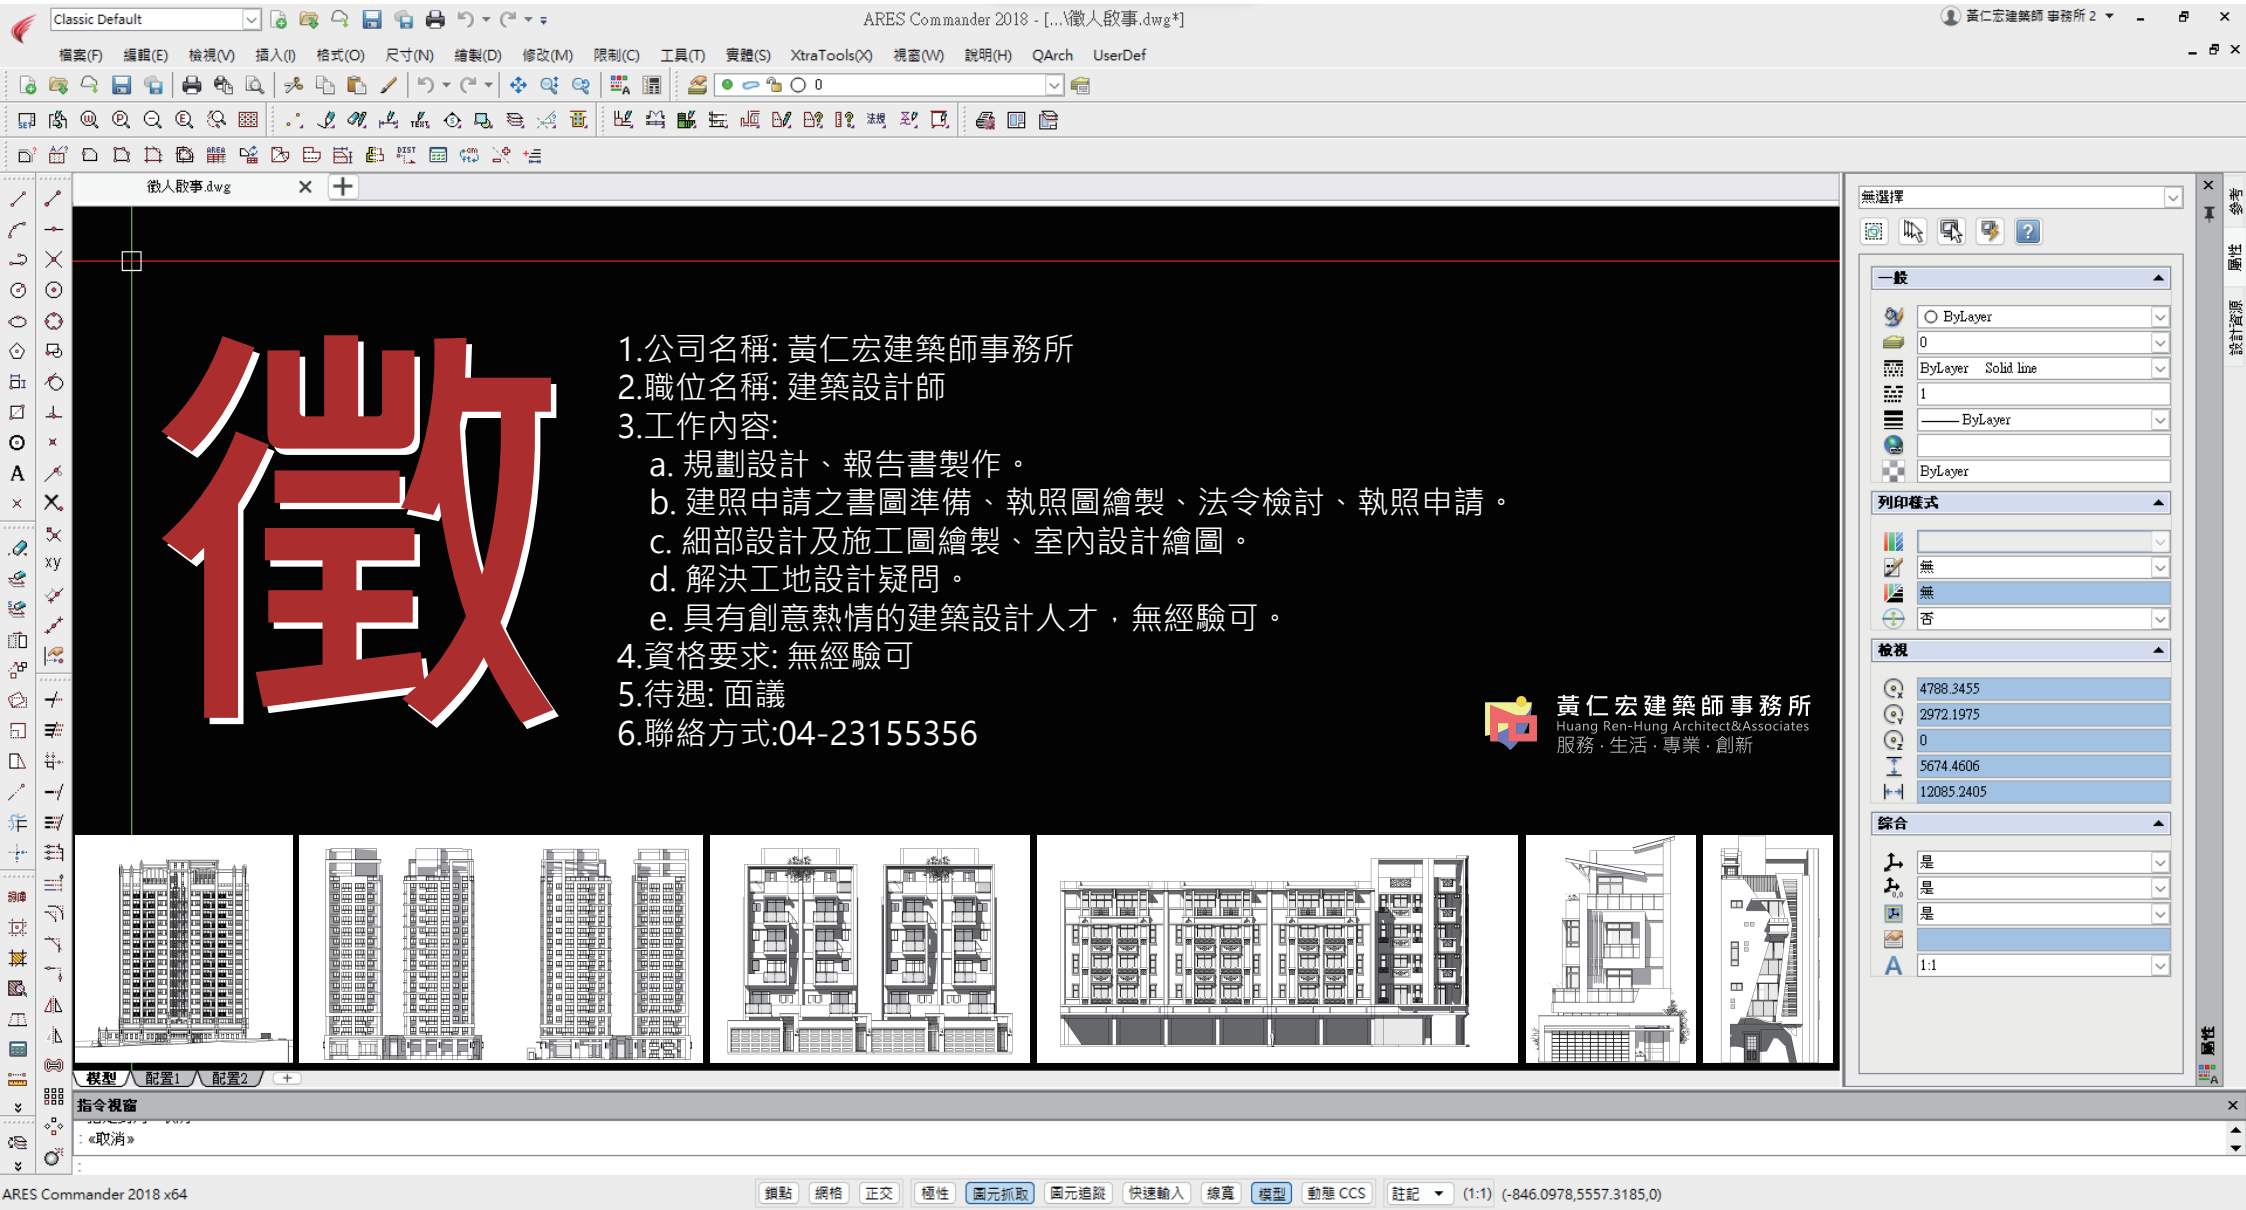 Classic Default
ARES Commander 2018 - [...\徵人啟事.dwg*]
黃仁宏建築師 事務所 2
檔案(F) 編輯(E) 檢視(V) 插入(I) 格式(O) 尺寸(N) 繪製(D) 修改(M) 限制(C) 工具(T) 實體(S) XtraTools(X) 視窗(W) 說明(H) QArch UserDef
0
法規
徵人啟事.dwg
無選擇
參考
屬性
設計資源
一般
ByLayer
0
ByLayer Solid line
1
ByLayer
ByLayer
列印樣式
無
無
否
檢視
4788.3455
2972.1975
0
5674.4606
12085.2405
綜合
是
是
是
1:1
屬性
徵
1.公司名稱: 黃仁宏建築師事務所
2.職位名稱: 建築設計師
3.工作內容:
a. 規劃設計、報告書製作。
b. 建照申請之書圖準備、執照圖繪製、法令檢討、執照申請。
c. 細部設計及施工圖繪製、室內設計繪圖。
d. 解決工地設計疑問。
e. 具有創意熱情的建築設計人才，無經驗可。
4.資格要求: 無經驗可
5.待遇: 面議
6.聯絡方式:04-23155356
黃仁宏建築師事務所
Huang Ren-Hung Architect&Associates
服務 · 生活 · 專業 · 創新
模型 配置1 配置2
指令視窗
: «取消»
:
ARES Commander 2018 x64
鎖點 網格 正交 極性 圖元抓取 圖元追蹤 快速輸入 線寬 模型 動態 CCS 註記 (1:1) (-846.0978,5557.3185,0)